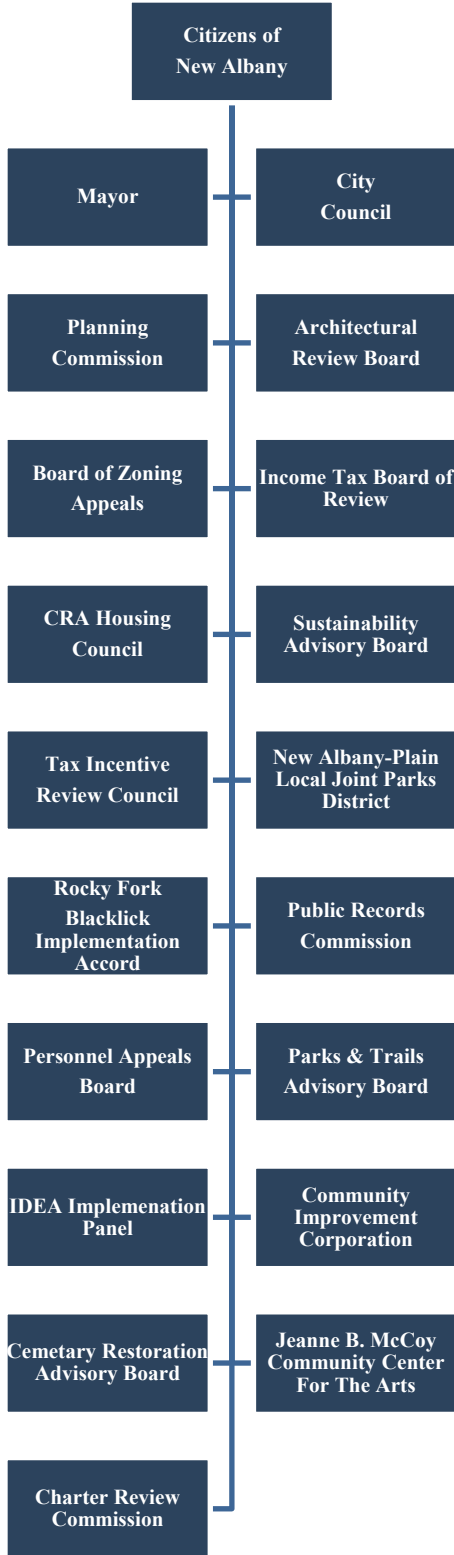 Citizens of
New Albany
Mayor
City
Council
Planning
Commission
Architectural
Review Board
Board of Zoning
Appeals
Income Tax Board of
Review
CRA Housing
Council
Sustainability
Advisory Board
Tax Incentive
Review Council
New Albany-Plain
Local Joint Parks
District
Rocky Fork
Blacklick
Implementation
Accord
Public Records
Commission
Personnel Appeals
Board
Parks & Trails
Advisory Board
IDEA Implemenation
Panel
Community
Improvement
Corporation
Cemetary Restoration
Advisory Board
Jeanne B. McCoy
Community Center
For The Arts
Charter Review
Commission